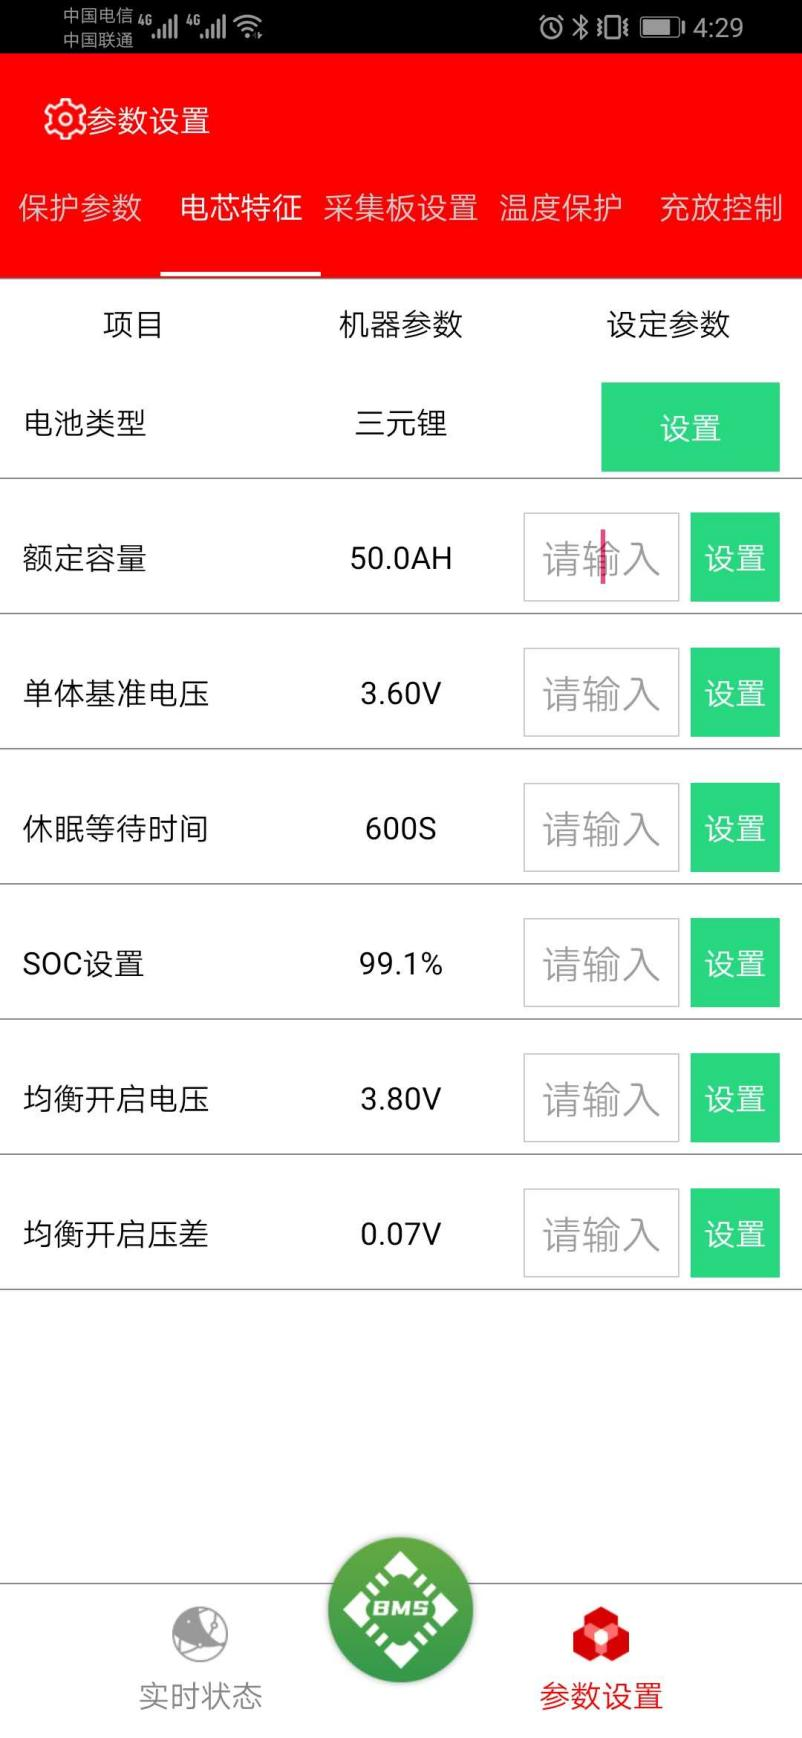 中国电信 4G 4G
中国联通
4:29
参数设置
保护参数 电芯特征 采集板设置 温度保护 充放控制
项目 机器参数 设定参数
电池类型 三元锂 设置
额定容量 50.0AH 请输入 设置
单体基准电压 3.60V 请输入 设置
休眠等待时间 600S 请输入 设置
SOC设置 99.1% 请输入 设置
均衡开启电压 3.80V 请输入 设置
均衡开启压差 0.07V 请输入 设置
BMS
实时状态 参数设置